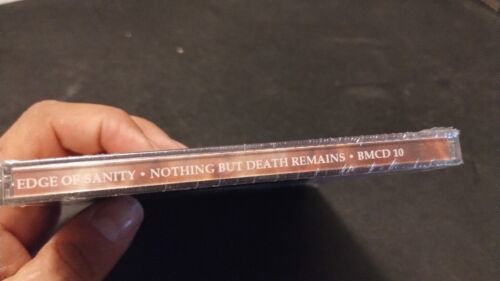 EDGE OF SANITY • NOTHING BUT DEATH REMAINS • BMCD 10